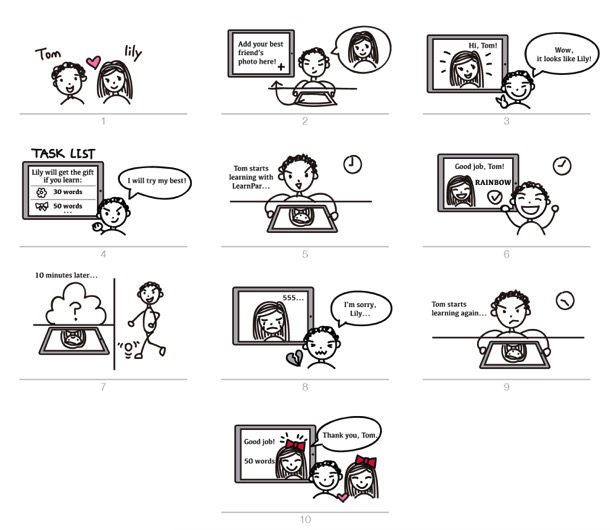 Tom
lily
1
Add your best
friend's
photo here!
+
2
Hi, Tom!
Wow,
it looks like Lily!
3
TASK LIST
Lily will get the gift
if you learn:
30 words
50 words
...
I will try my best!
4
Tom starts
learning with
LearnPar...
5
Good job, Tom!
RAINBOW
6
10 minutes later...
?
7
555...
I'm sorry,
Lily...
8
Tom starts
learning again...
9
Good job!
50 words
Thank you, Tom.
10